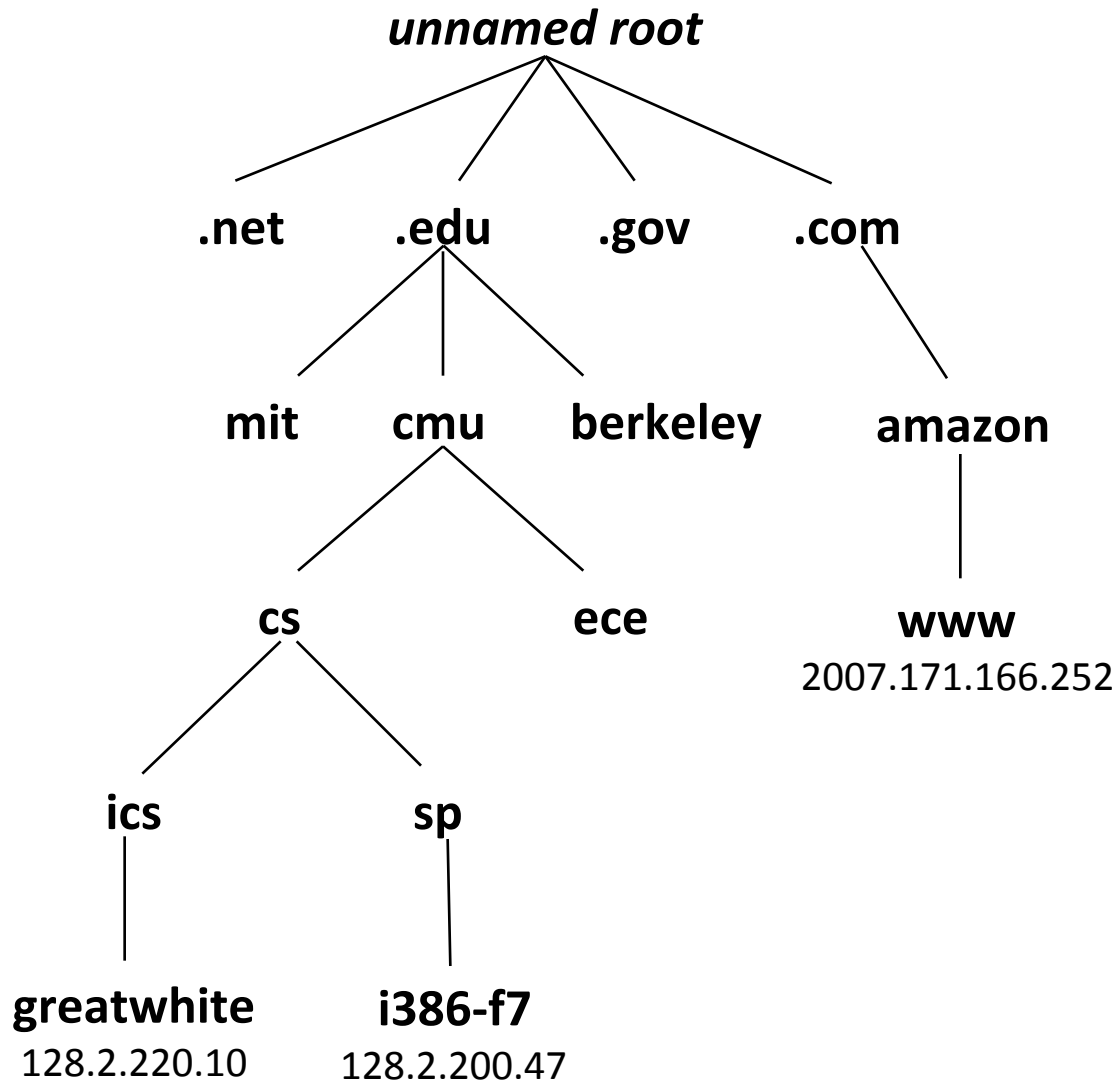 unnamed root
.net .edu .gov .com
mit cmu berkeley amazon
cs ece www
2007.171.166.252
ics sp
greatwhite i386-f7
128.2.220.10 128.2.200.47